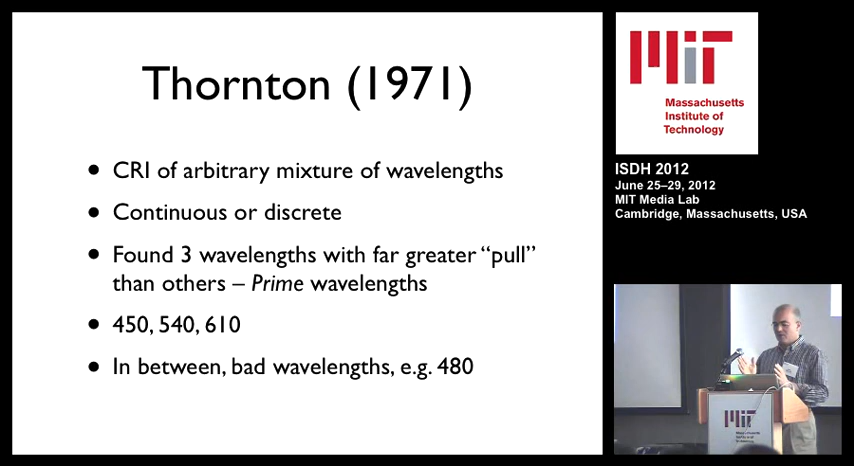 Thornton (1971)
• CRI of arbitrary mixture of wavelengths
• Continuous or discrete
• Found 3 wavelengths with far greater “pull”
than others – Prime wavelengths
• 450, 540, 610
• In between, bad wavelengths, e.g. 480
MIT
Massachusetts
Institute of
Technology
ISDH 2012
June 25–29, 2012
MIT Media Lab
Cambridge, Massachusetts, USA
MIT